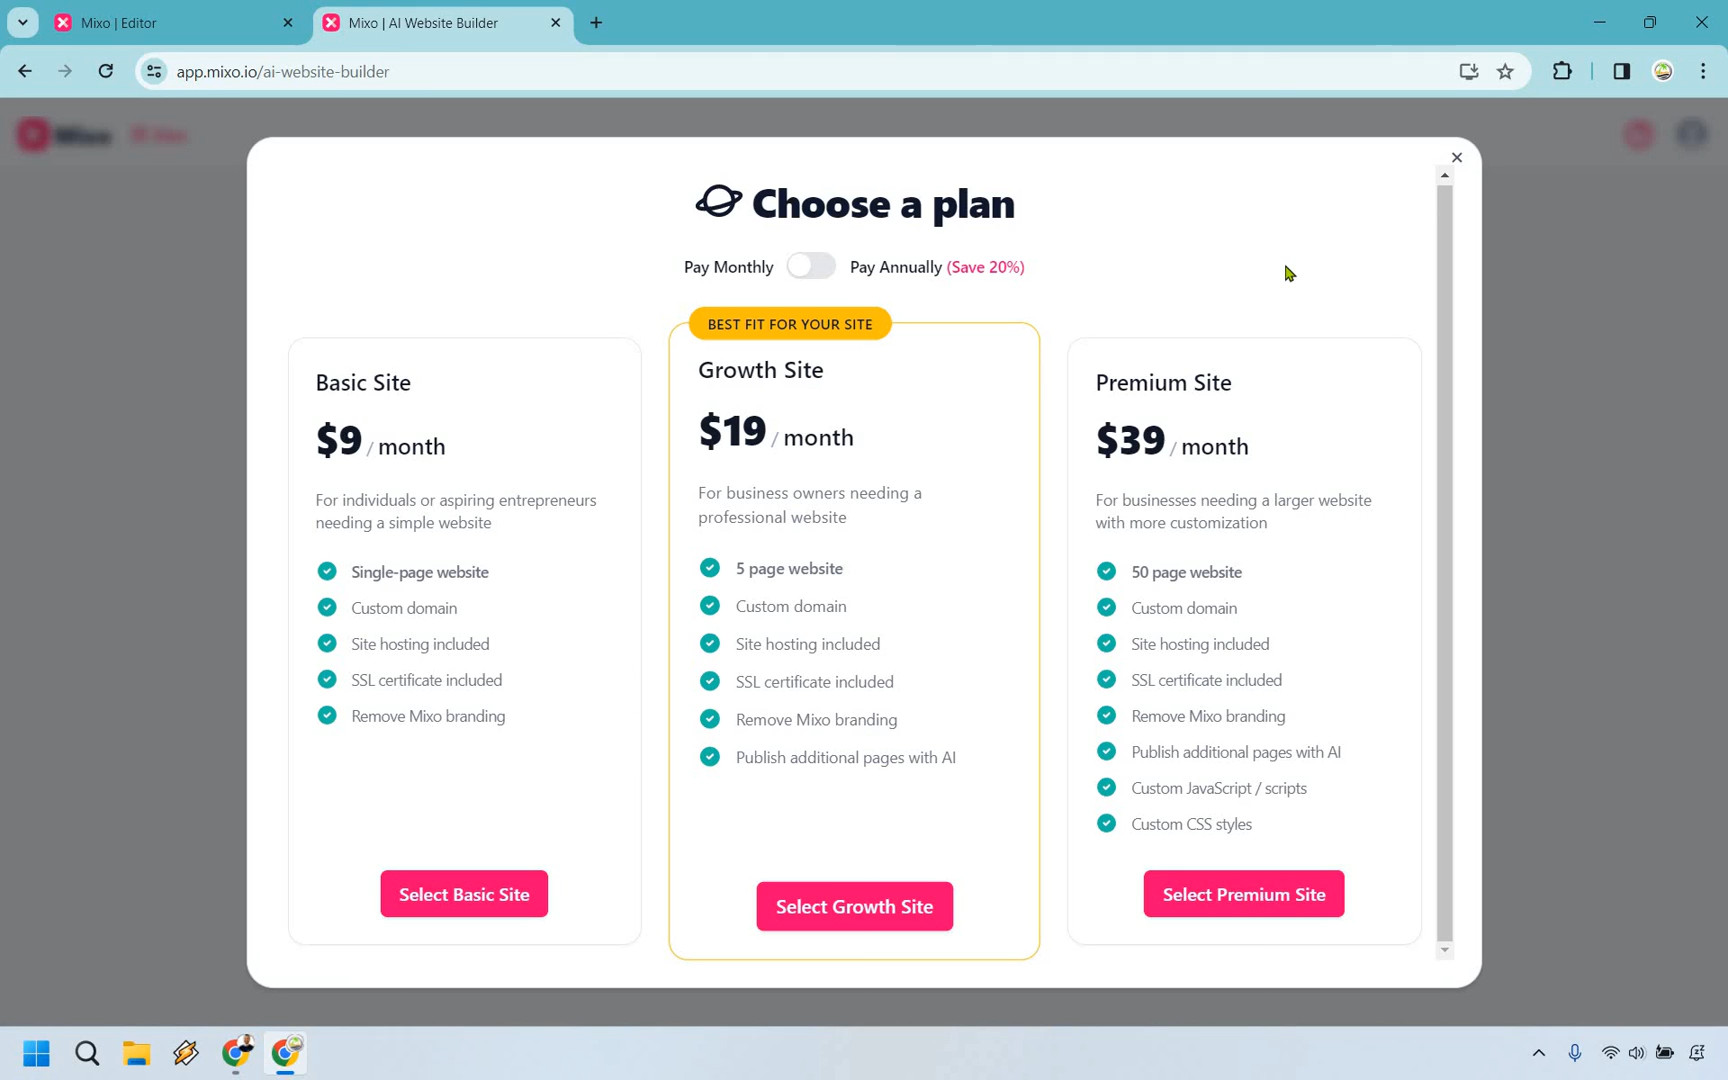 Mixo | Editor
Mixo | AI Website Builder
app.mixo.io/ai-website-builder
Mixo
Choose a plan
Pay Monthly
Pay Annually (Save 20%)
Basic Site
$9 / month
For individuals or aspiring entrepreneurs
needing a simple website
Single-page website
Custom domain
Site hosting included
SSL certificate included
Remove Mixo branding
Select Basic Site
BEST FIT FOR YOUR SITE
Growth Site
$19 / month
For business owners needing a
professional website
5 page website
Custom domain
Site hosting included
SSL certificate included
Remove Mixo branding
Publish additional pages with AI
Select Growth Site
Premium Site
$39 / month
For businesses needing a larger website
with more customization
50 page website
Custom domain
Site hosting included
SSL certificate included
Remove Mixo branding
Publish additional pages with AI
Custom JavaScript / scripts
Custom CSS styles
Select Premium Site